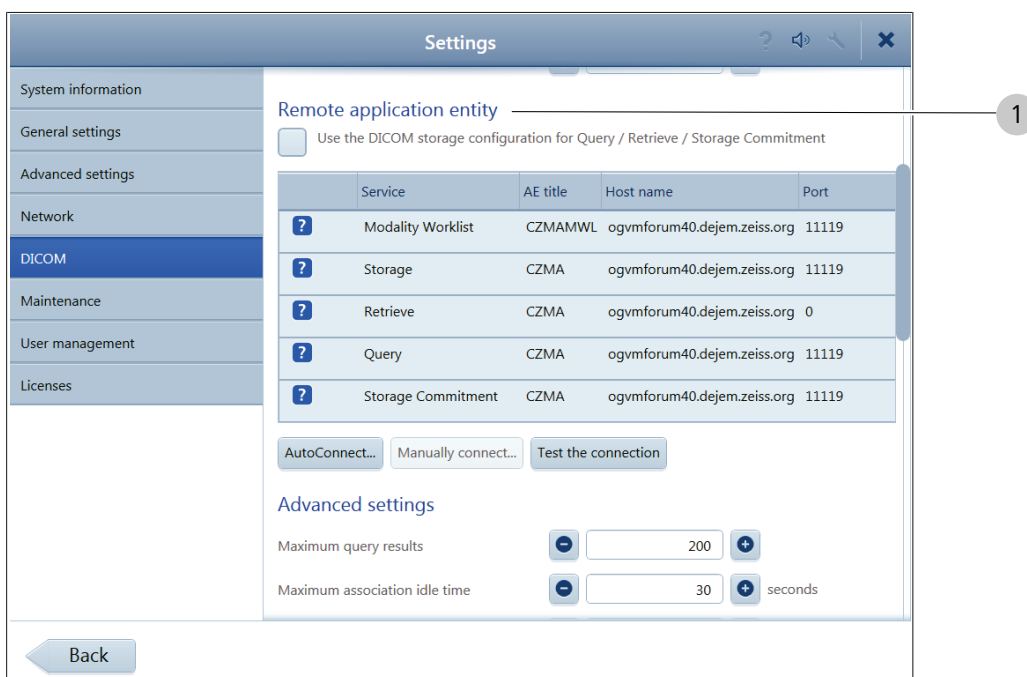 Settings
?
System information
General settings
Advanced settings
Network
DICOM
Maintenance
User management
Licenses
Remote application entity
1
Use the DICOM storage configuration for Query / Retrieve / Storage Commitment
Service AE title Host name Port
? Modality Worklist CZMAMWL ogvmforum40.dejem.zeiss.org 11119
? Storage CZMA ogvmforum40.dejem.zeiss.org 11119
? Retrieve CZMA ogvmforum40.dejem.zeiss.org 0
? Query CZMA ogvmforum40.dejem.zeiss.org 11119
? Storage Commitment CZMA ogvmforum40.dejem.zeiss.org 11119
AutoConnect... Manually connect... Test the connection
Advanced settings
Maximum query results 200
Maximum association idle time 30 seconds
Back